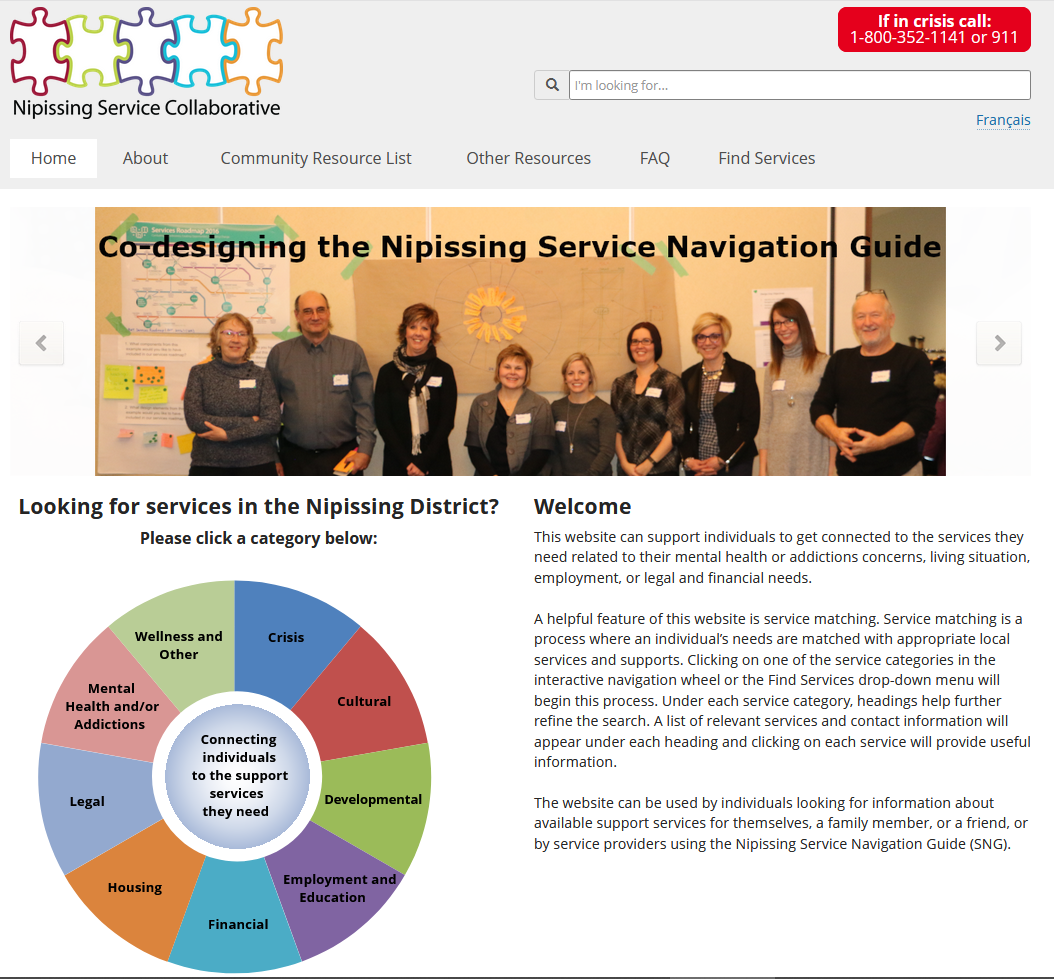 If in crisis call:
1-800-352-1141 or 911
Nipissing Service Collaborative
I'm looking for...
Français
Home About Community Resource List Other Resources FAQ Find Services
Services Roadmap 2018
Co-designing the Nipissing Service Navigation Guide
Looking for services in the Nipissing District?
Please click a category below:
Wellness and
Other
Crisis
Mental
Health and/or
Addictions
Cultural
Connecting
individuals
to the support
services
they need
Legal
Developmental
Housing
Employment and
Education
Financial
Welcome
This website can support individuals to get connected to the services they
need related to their mental health or addictions concerns, living situation,
employment, or legal and financial needs.
A helpful feature of this website is service matching. Service matching is a
process where an individual’s needs are matched with appropriate local
services and supports. Clicking on one of the service categories in the
interactive navigation wheel or the Find Services drop-down menu will
begin this process. Under each service category, headings help further
refine the search. A list of relevant services and contact information will
appear under each heading and clicking on each service will provide useful
information.
The website can be used by individuals looking for information about
available support services for themselves, a family member, or a friend, or
by service providers using the Nipissing Service Navigation Guide (SNG).